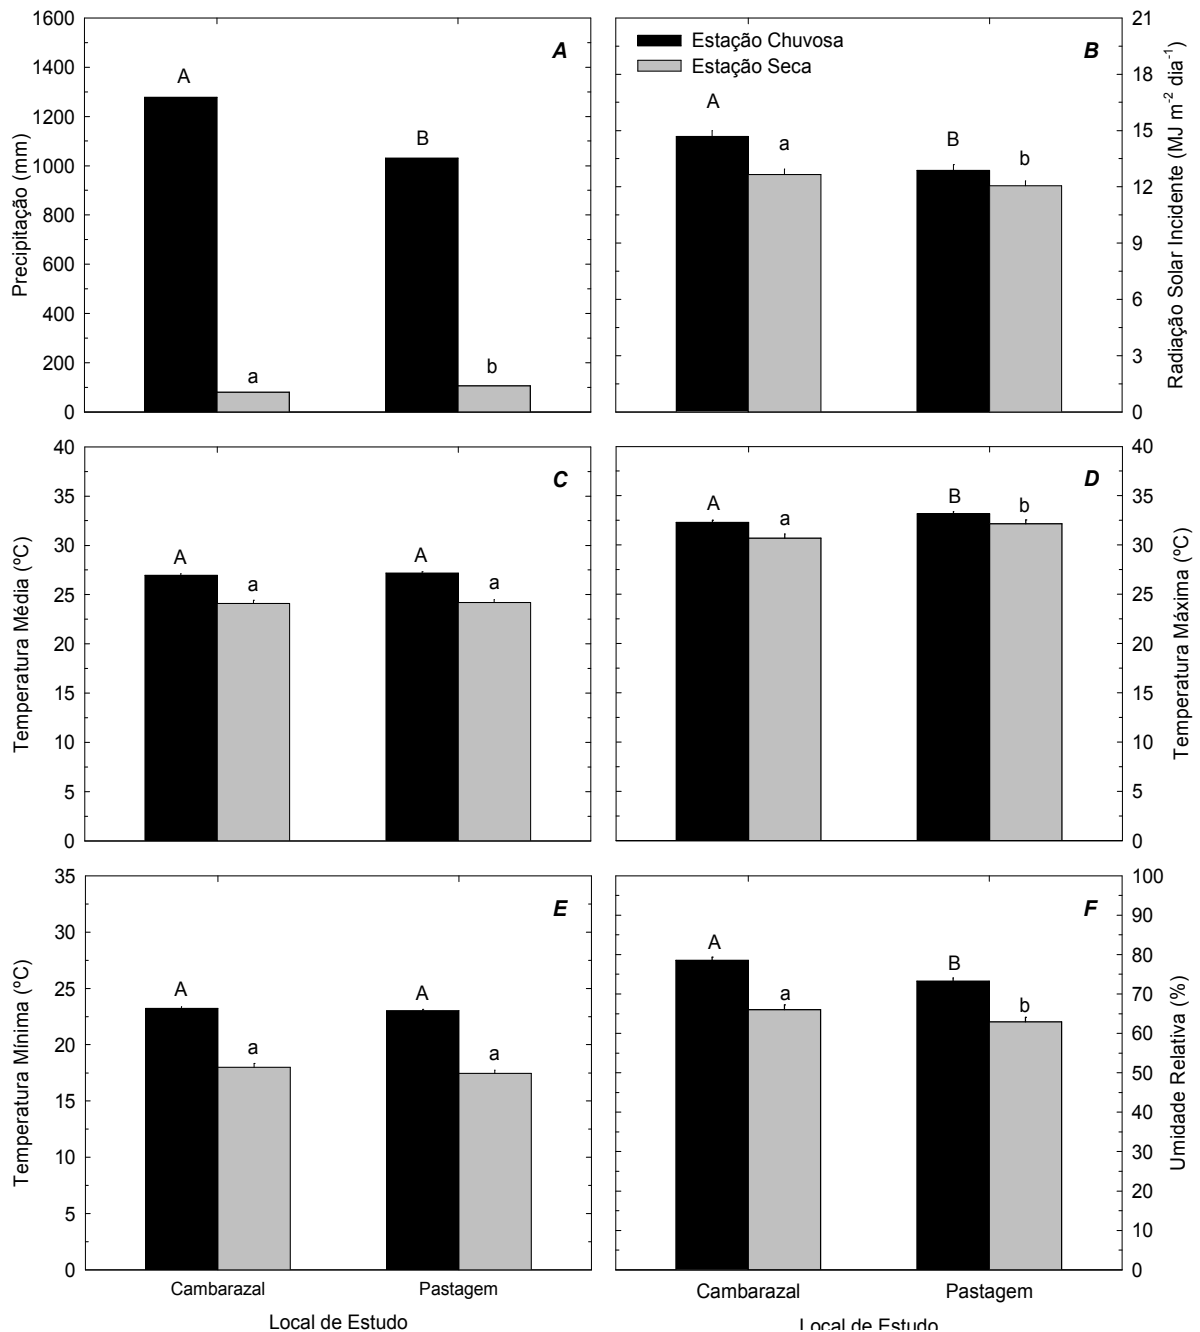 1600
1400
1200
1000
800
600
400
200
0
Precipitação (mm)
A
A
a
B
b
B
Estação Chuvosa
Estação Seca
A
a
B
b
21
18
15
12
9
6
3
0
Radiação Solar Incidente (MJ m⁻² dia⁻¹)
40
35
30
25
20
15
10
5
0
Temperatura Média (ºC)
C
A
a
A
a
D
A
a
B
b
40
35
30
25
20
15
10
5
0
Temperatura Máxima (ºC)
35
30
25
20
15
10
5
0
Temperatura Mínima (ºC)
E
A
a
A
a
Cambarazal Pastagem
Local de Estudo
F
A
a
B
b
100
90
80
70
60
50
40
30
20
10
0
Umidade Relativa (%)
Cambarazal Pastagem
Local de Estudo